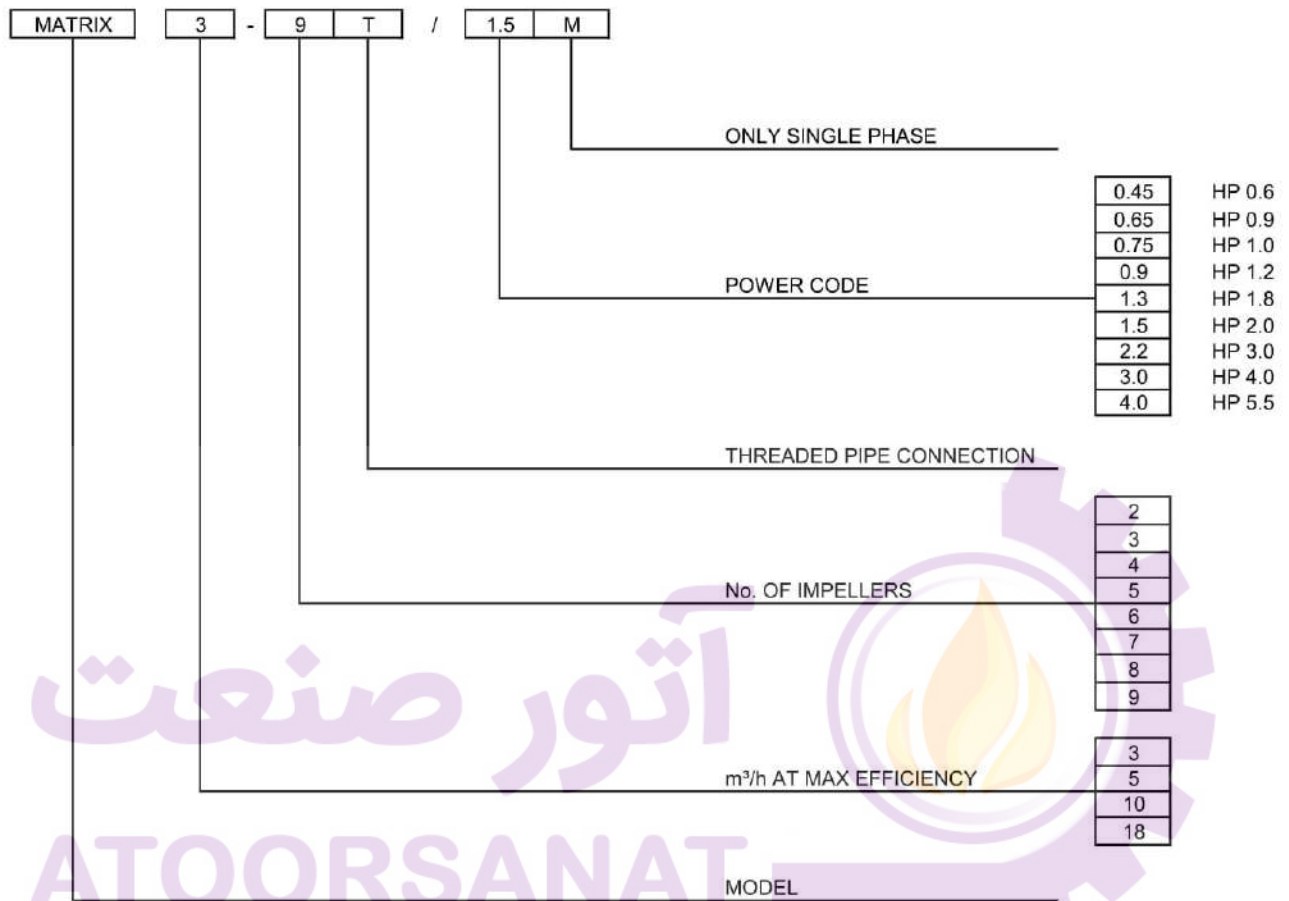 MATRIX 3 - 9 T / 1.5 M
ONLY SINGLE PHASE
0.45 HP 0.6
0.65 HP 0.9
0.75 HP 1.0
0.9 HP 1.2
POWER CODE
1.3 HP 1.8
1.5 HP 2.0
2.2 HP 3.0
3.0 HP 4.0
4.0 HP 5.5
THREADED PIPE CONNECTION
2
3
4
No. OF IMPELLERS
5
6
7
8
9
آتور صنعت
3
m³/h AT MAX EFFICIENCY
5
10
18
ATOORSANAT
MODEL